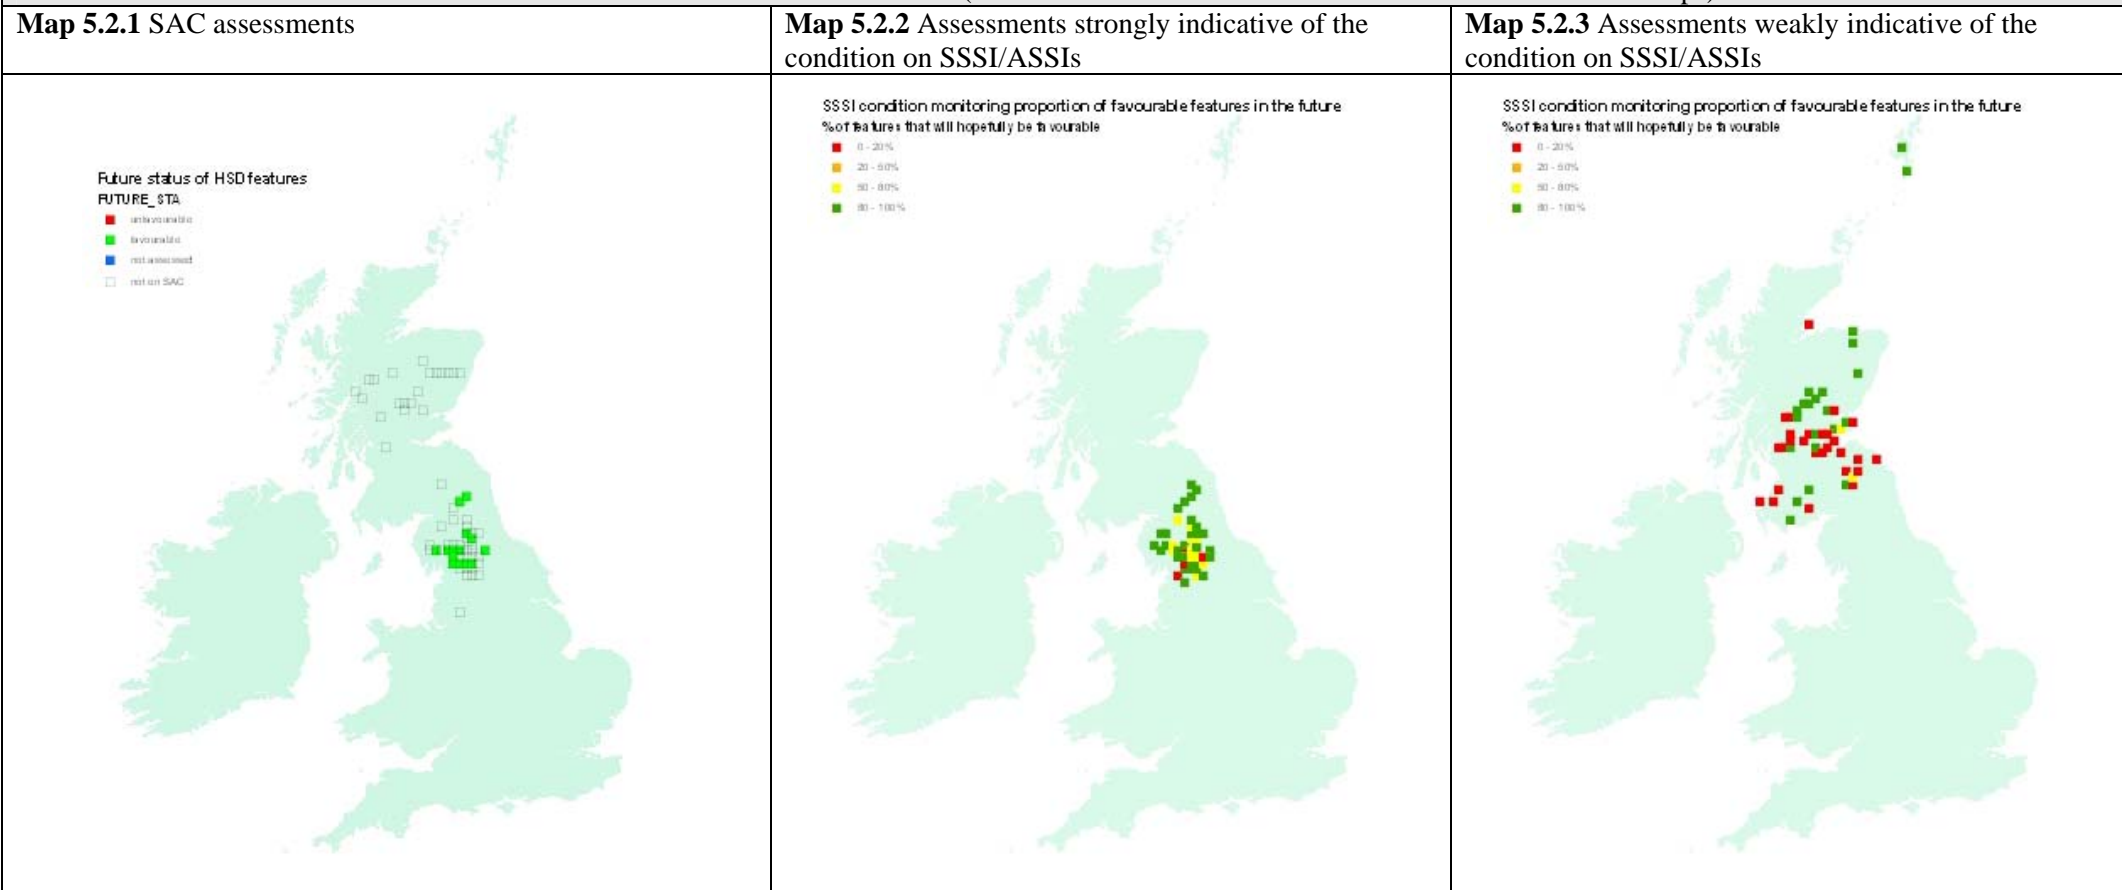 Map 5.2.1 SAC assessments
Map 5.2.2 Assessments strongly indicative of the
condition on SSSI/ASSIs
Map 5.2.3 Assessments weakly indicative of the
condition on SSSI/ASSIs
Future status of HSD features
FUTURE_STA
unfavourable
favourable
not assessed
not on SAC
SSSI condition monitoring proportion of favourable features in the future
% of features that will hopefully be favourable
0 - 20%
20 - 50%
50 - 80%
80 - 100%
SSSI condition monitoring proportion of favourable features in the future
% of features that will hopefully be favourable
0 - 20%
20 - 50%
50 - 80%
80 - 100%